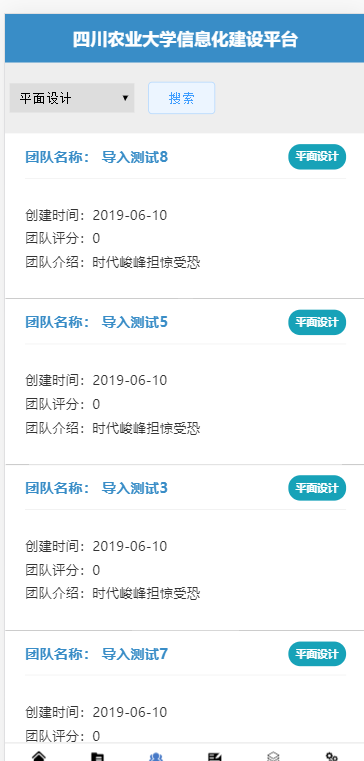 四川农业大学信息化建设平台
平面设计 搜索
团队名称： 导入测试8 平面设计
创建时间：2019-06-10
团队评分：0
团队介绍：时代峻峰担惊受恐
团队名称： 导入测试5 平面设计
创建时间：2019-06-10
团队评分：0
团队介绍：时代峻峰担惊受恐
团队名称： 导入测试3 平面设计
创建时间：2019-06-10
团队评分：0
团队介绍：时代峻峰担惊受恐
团队名称： 导入测试7 平面设计
创建时间：2019-06-10
团队评分：0